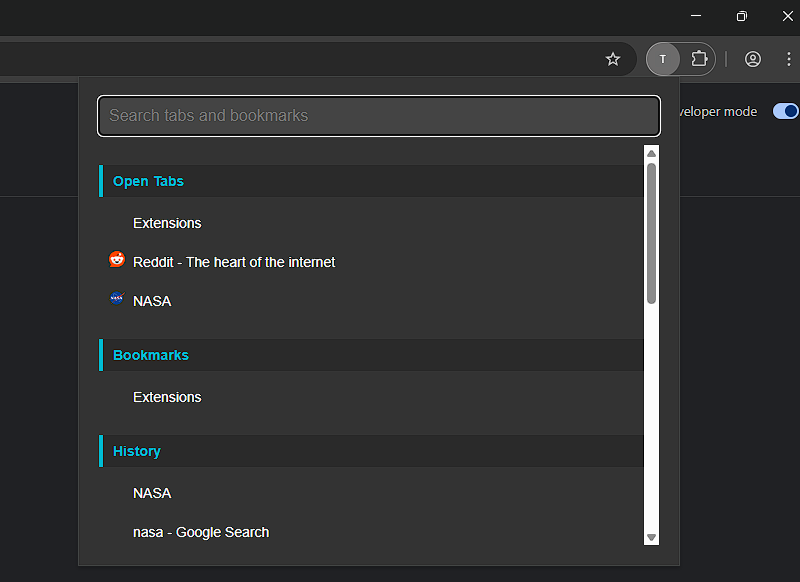 T
veloper mode
Search tabs and bookmarks
Open Tabs
Extensions
Reddit - The heart of the internet
NASA
NASA
Bookmarks
Extensions
History
NASA
nasa - Google Search